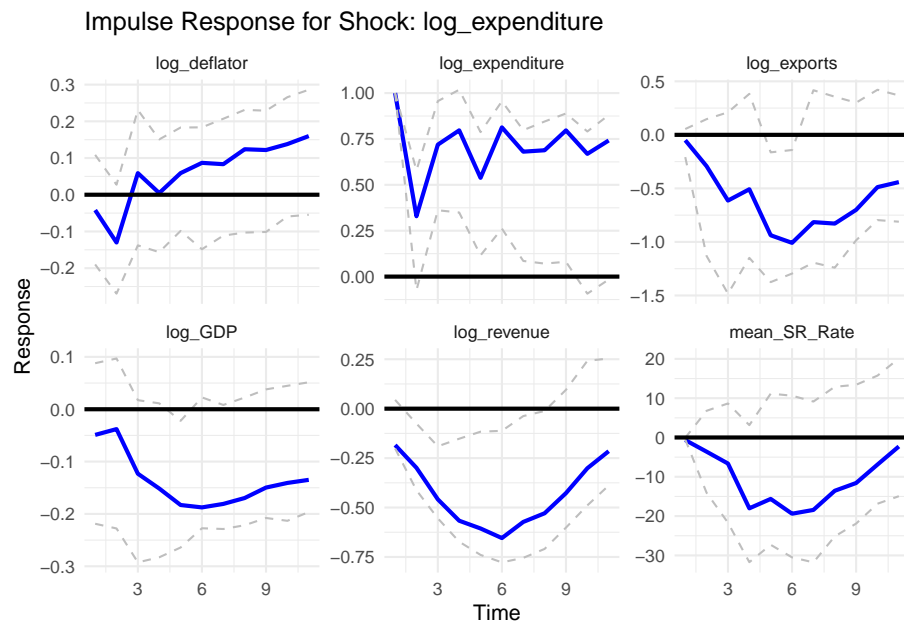 Impulse Response for Shock: log_expenditure
log_deflator
log_expenditure
log_exports
0.3
0.2
0.1
0.0
−0.1
−0.2
1.00
0.75
0.50
0.25
0.00
0.5
0.0
−0.5
−1.0
−1.5
Response
log_GDP
log_revenue
mean_SR_Rate
0.1
0.0
−0.1
−0.2
−0.3
0.25
0.00
−0.25
−0.50
−0.75
20
10
0
−10
−20
−30
3 6 9
3 6 9
3 6 9
Time